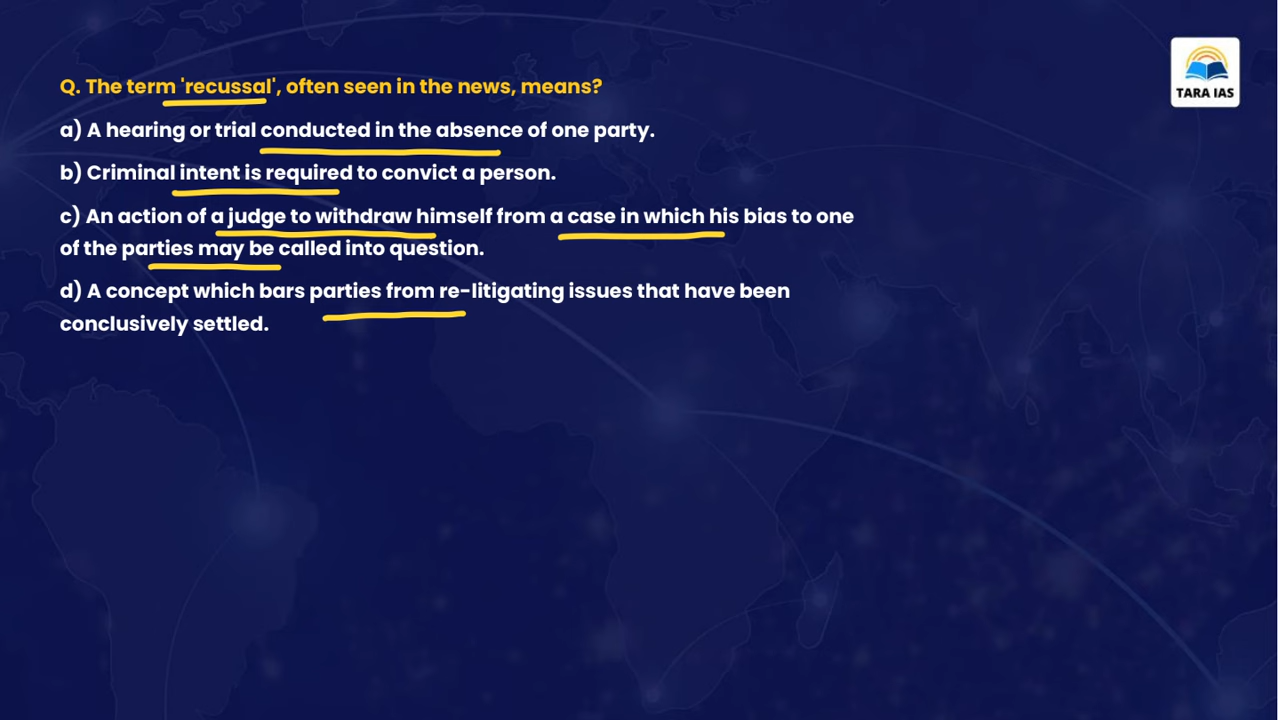 Q. The term 'recussal', often seen in the news, means?
TARA IAS
a) A hearing or trial conducted in the absence of one party.
b) Criminal intent is required to convict a person.
c) An action of a judge to withdraw himself from a case in which his bias to one
of the parties may be called into question.
d) A concept which bars parties from re-litigating issues that have been
conclusively settled.